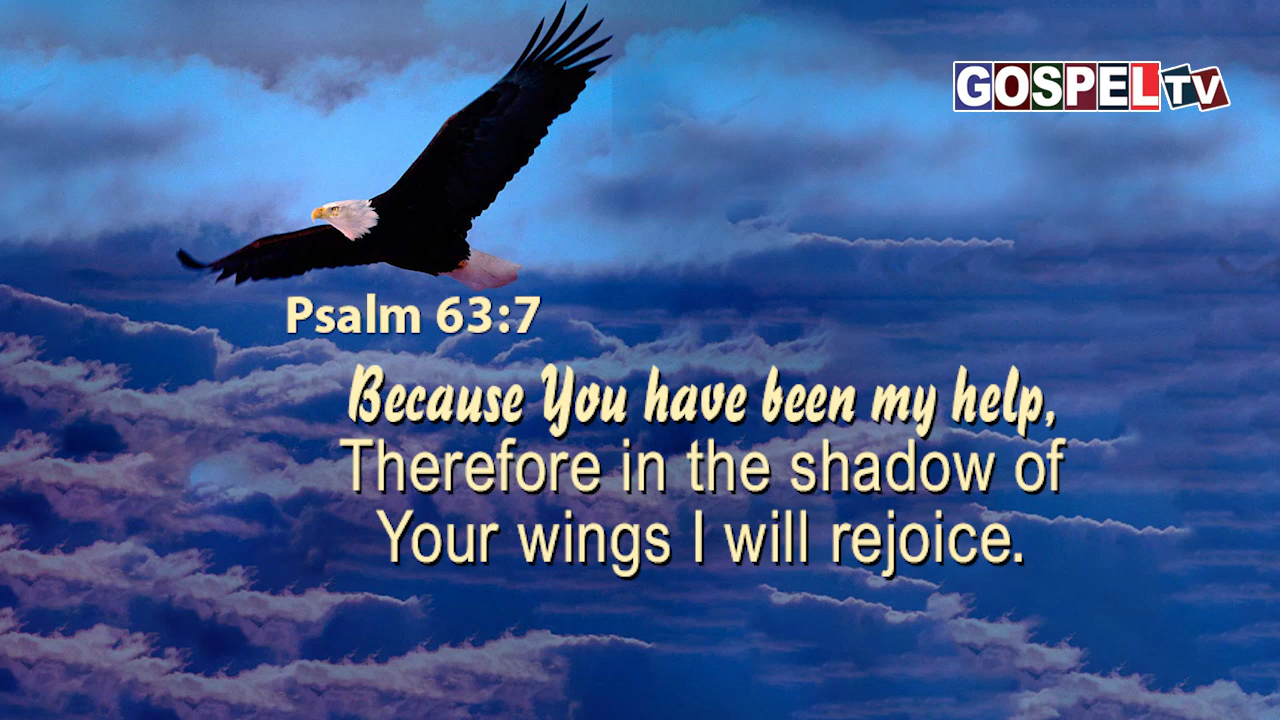 GOSPEL TV
Psalm 63:7
Because You have been my help,
Therefore in the shadow of
Your wings I will rejoice.